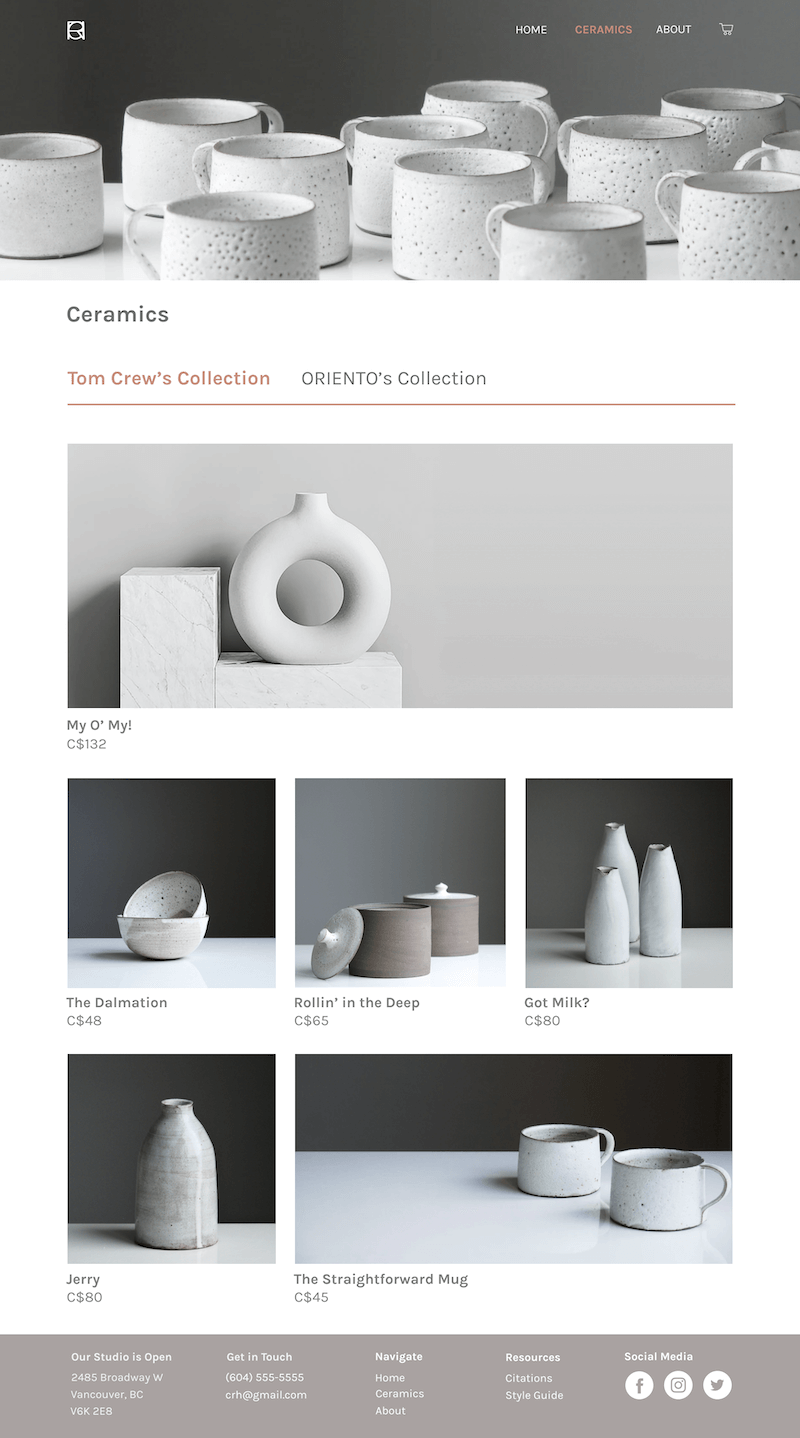 HOME CERAMICS ABOUT
Ceramics
Tom Crew’s Collection ORIENTO’s Collection
My O’ My!
C$132
The Dalmation
C$48
Rollin’ in the Deep
C$65
Got Milk?
C$80
Jerry
C$80
The Straightforward Mug
C$45
Our Studio is Open
2485 Broadway W
Vancouver, BC
V6K 2E8
Get in Touch
(604) 555-5555
crh@gmail.com
Navigate
Home
Ceramics
About
Resources
Citations
Style Guide
Social Media